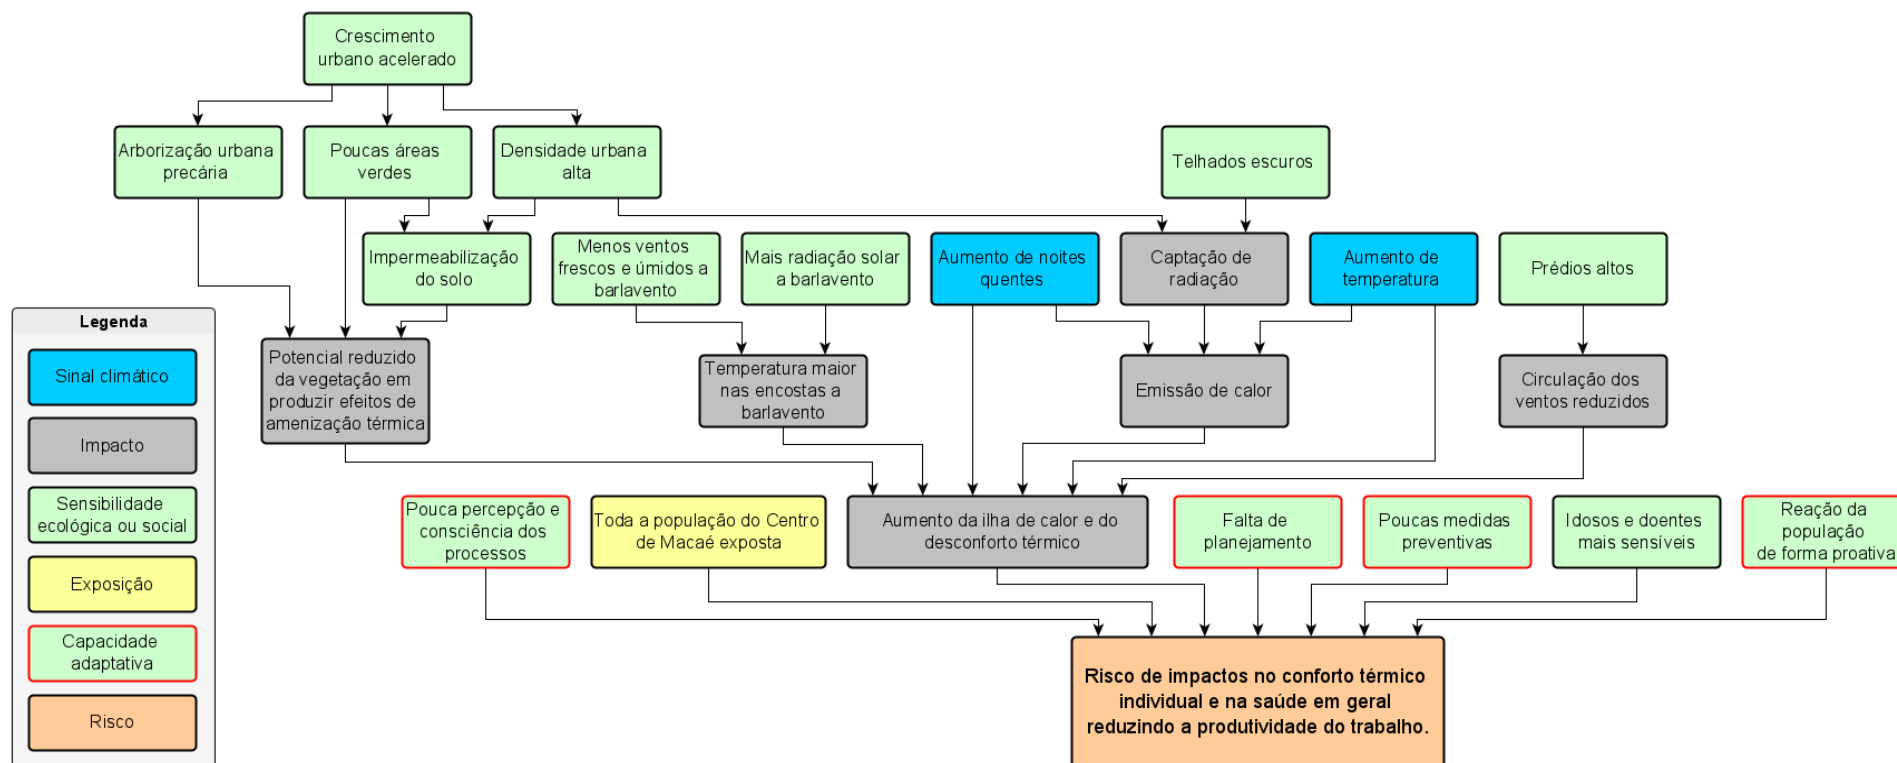 Crescimento
urbano acelerado
Arborização urbana
precária
Poucas áreas
verdes
Densidade urbana
alta
Telhados escuros
Impermeabilização
do solo
Menos ventos
frescos e úmidos a
barlavento
Mais radiação solar
a barlavento
Aumento de noites
quentes
Captação de
radiação
Aumento de
temperatura
Prédios altos
Legenda
Sinal climático
Impacto
Sensibilidade
ecológica ou social
Exposição
Capacidade
adaptativa
Risco
Potencial reduzido
da vegetação em
produzir efeitos de
amenização térmica
Temperatura maior
nas encostas a
barlavento
Emissão de calor
Circulação dos
ventos reduzidos
Pouca percepção e
consciência dos
processos
Toda a população do Centro
de Macaé exposta
Aumento da ilha de calor e do
desconforto térmico
Falta de
planejamento
Poucas medidas
preventivas
Idosos e doentes
mais sensíveis
Reação da
população
de forma proativa
Risco de impactos no conforto térmico
individual e na saúde em geral
reduzindo a produtividade do trabalho.